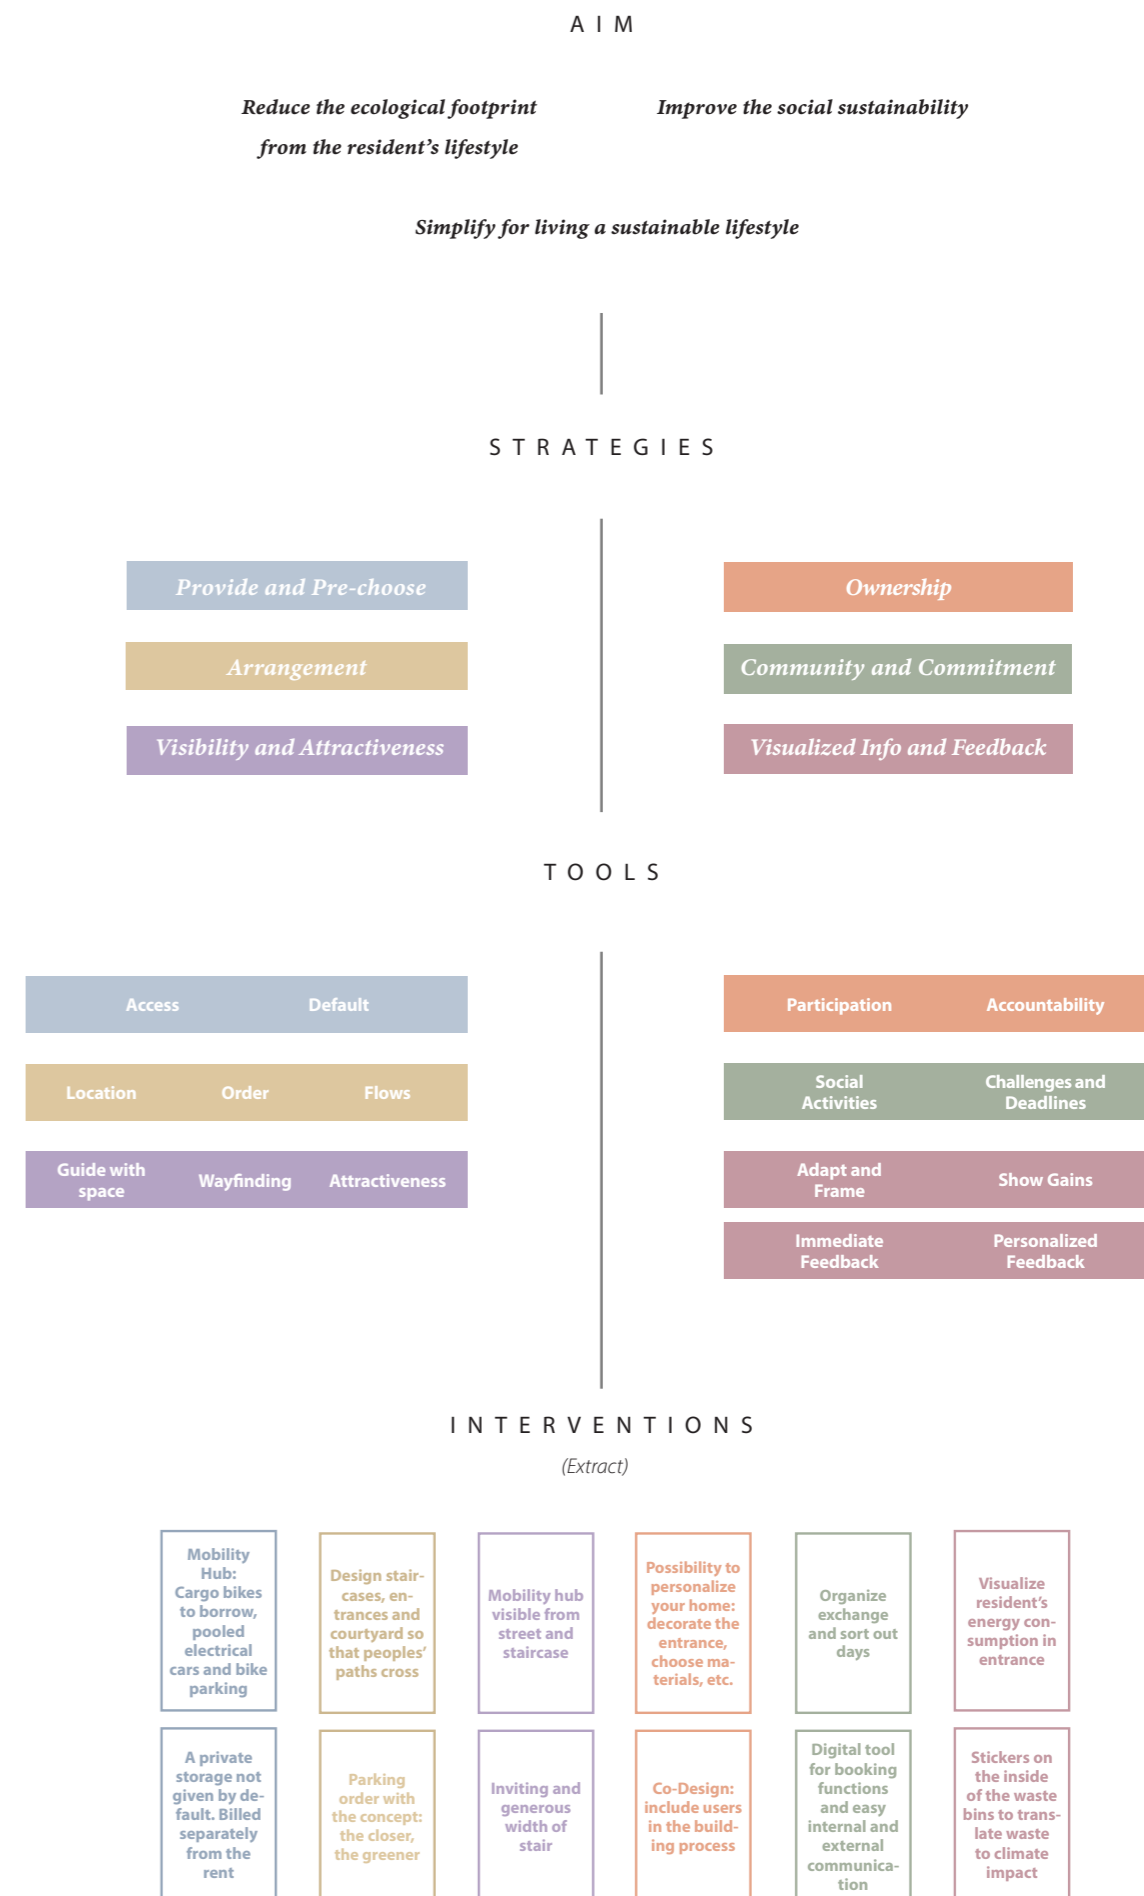 AIM
Reduce the ecological footprint
from the resident's lifestyle
Improve the social sustainability
Simplify for living a sustainable lifestyle
STRATEGIES
Provide and Pre-choose
Ownership
Arrangement
Community and Commitment
Visibility and Attractiveness
Visualized Info and Feedback
TOOLS
Access
Default
Participation
Accountability
Location
Order
Flows
Social
Activities
Challenges and
Deadlines
Guide with
space
Wayfinding
Attractiveness
Adapt and
Frame
Show Gains
Immediate
Feedback
Personalized
Feedback
INTERVENTIONS
(Extract)
Mobility
Hub:
Cargo bikes
to borrow,
pooled
electrical
cars and bike
parking
Design stair-
cases, en-
trances and
courtyard so
that peoples'
paths cross
Mobility hub
visible from
street and
staircase
Possibility to
personalize
your home:
decorate the
entrance,
choose ma-
terials, etc.
Organize
exchange
and sort out
days
Visualize
resident's
energy con-
sumption in
entrance
A private
storage not
given by de-
fault. Billed
separately
from the
rent
Parking
order with
the concept:
the closer,
the greener
Inviting and
generous
width of
stair
Co-Design:
include users
in the build-
ing process
Digital tool
for booking
functions
and easy
internal and
external
communica-
tion
Stickers on
the inside
of the waste
bins to trans-
late waste
to climate
impact